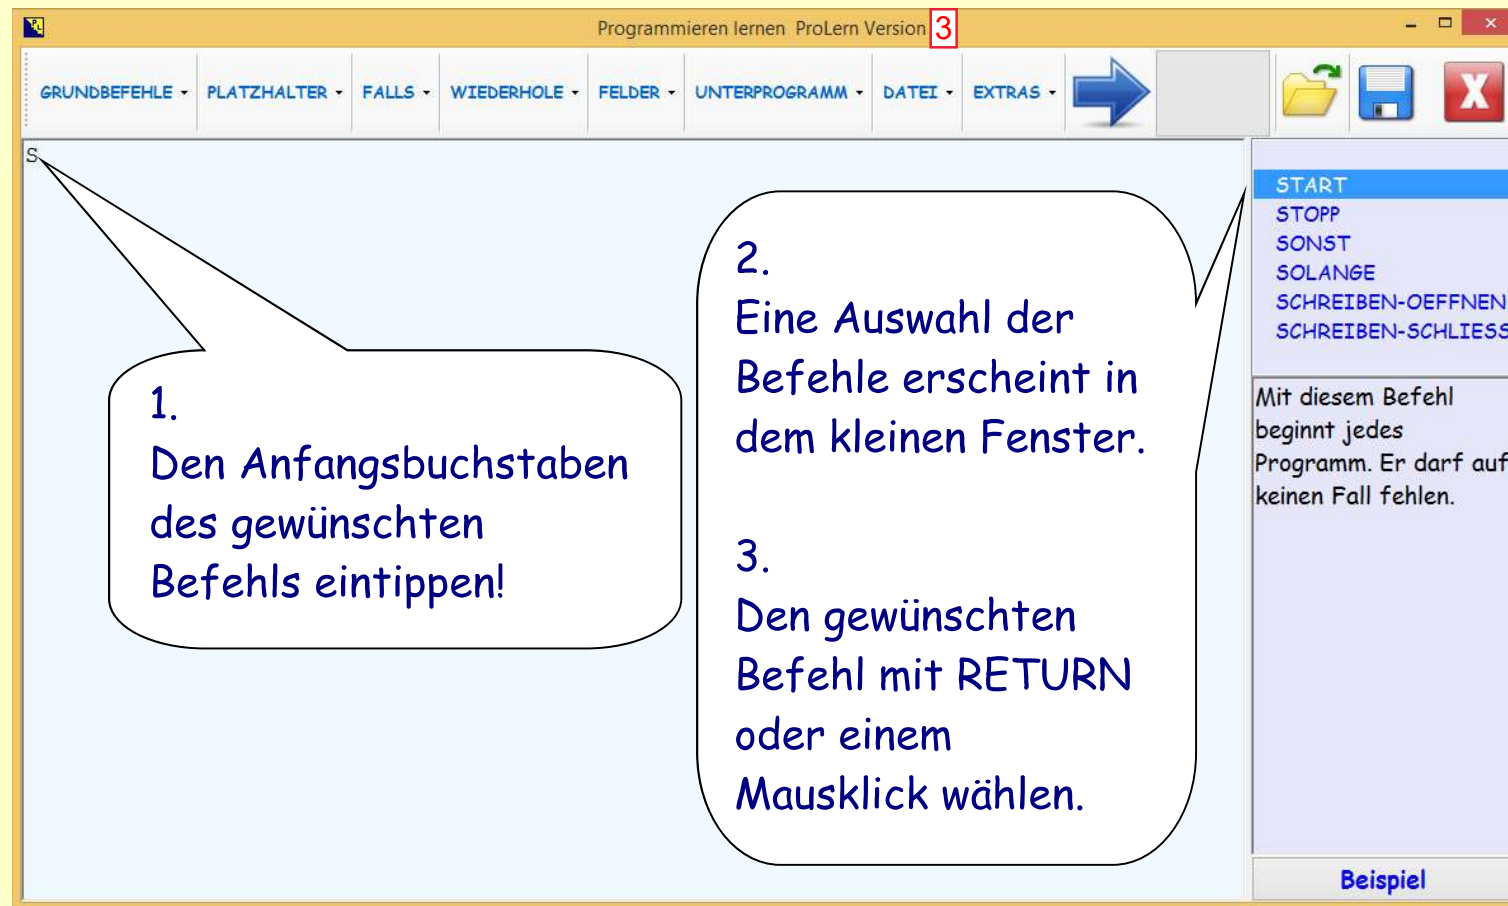 Programmieren lernen ProLern Version 3
GRUNDBEFEHLE PLATZHALTER FALLS WIEDERHOLE FELDER UNTERPROGRAMM DATEI EXTRAS
S
1.
Den Anfangsbuchstaben
des gewünschten
Befehls eintippen!
2.
Eine Auswahl der
Befehle erscheint in
dem kleinen Fenster.
3.
Den gewünschten
Befehl mit RETURN
oder einem
Mausklick wählen.
START
STOPP
SONST
SOLANGE
SCHREIBEN-OEFFNEN
SCHREIBEN-SCHLIESS
Mit diesem Befehl
beginnt jedes
Programm. Er darf auf
keinen Fall fehlen.
Beispiel